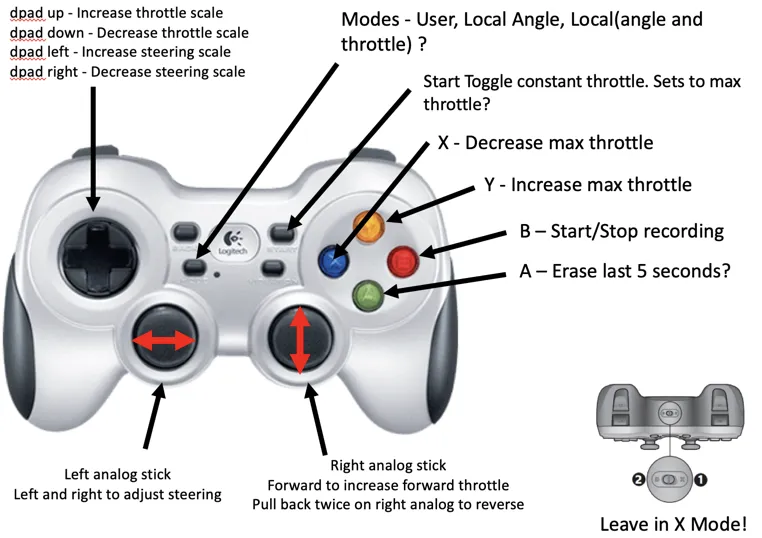 dpad up - Increase throttle scale
dpad down - Decrease throttle scale
dpad left - Increase steering scale
dpad right - Decrease steering scale
Modes - User, Local Angle, Local(angle and
throttle) ?
Start Toggle constant throttle. Sets to max
throttle?
X - Decrease max throttle
Y - Increase max throttle
B – Start/Stop recording
A – Erase last 5 seconds?
Logitech
X
B
A
Left analog stick
Left and right to adjust steering
Right analog stick
Forward to increase forward throttle
Pull back twice on right analog to reverse
2
1
Leave in X Mode!